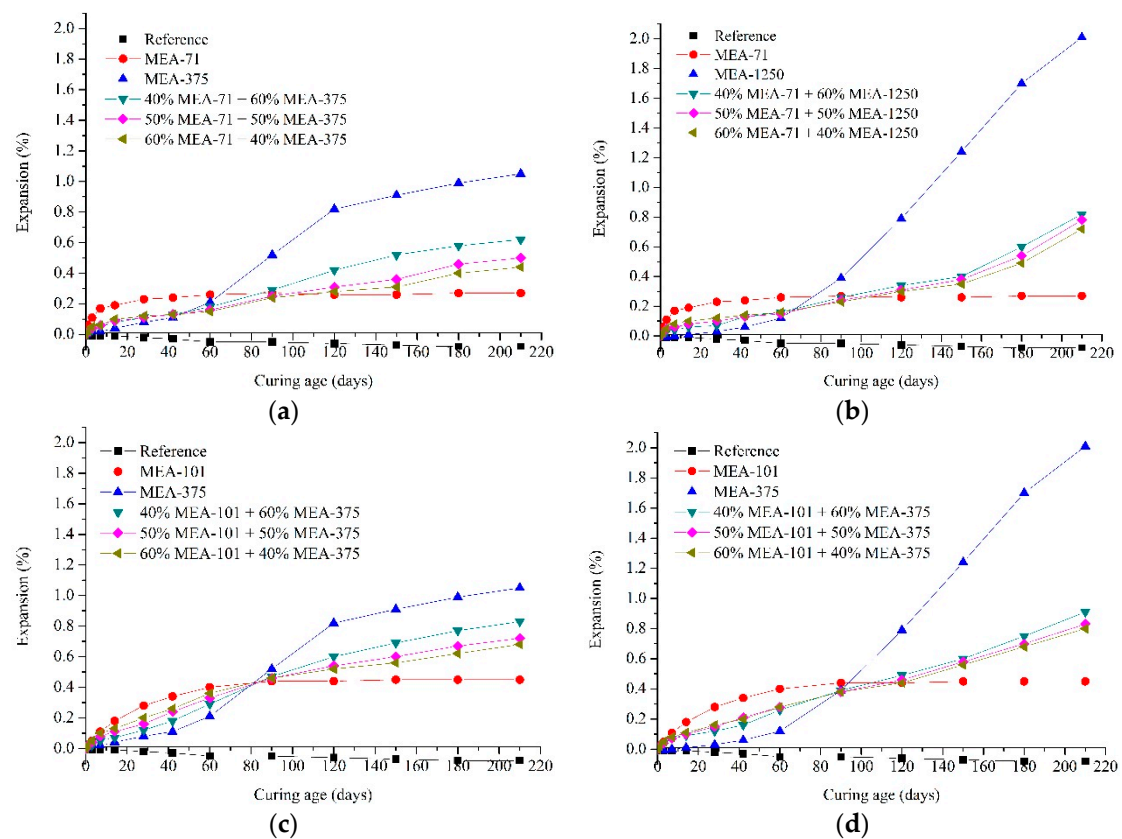 2.0
1.8
1.6
1.4
1.2
1.0
0.8
0.6
0.4
0.2
0.0
Expansion (%)
Reference
MEA-71
MEA-375
40% MEA-71 – 60% MEA-375
50% MEA-71 – 50% MEA-375
60% MEA-71 – 40% MEA-375
0 20 40 60 80 100 120 140 160 180 200 220
Curing age (days)
(a)
2.0
1.8
1.6
1.4
1.2
1.0
0.8
0.6
0.4
0.2
0.0
Expansion (%)
Reference
MEA-71
MEA-1250
40% MEA-71 + 60% MEA-1250
50% MEA-71 + 50% MEA-1250
60% MEA-71 + 40% MEA-1250
0 20 40 60 80 100 120 140 160 180 200 220
Curing age (days)
(b)
2.0
1.8
1.6
1.4
1.2
1.0
0.8
0.6
0.4
0.2
0.0
Expansion (%)
Reference
MEA-101
MEA-375
40% MEA-101 + 60% MEA-375
50% MEA-101 + 50% MEA-375
60% MEA-101 + 40% MEA-375
0 20 40 60 80 100 120 140 160 180 200 220
Curing age (days)
(c)
2.0
1.8
1.6
1.4
1.2
1.0
0.8
0.6
0.4
0.2
0.0
Expansion (%)
Reference
MEA-101
MEA-375
40% MEA-101 + 60% MEA-375
50% MEA-101 + 50% MEA-375
60% MEA-101 + 40% MEA-375
0 20 40 60 80 100 120 140 160 180 200 220
Curing age (days)
(d)